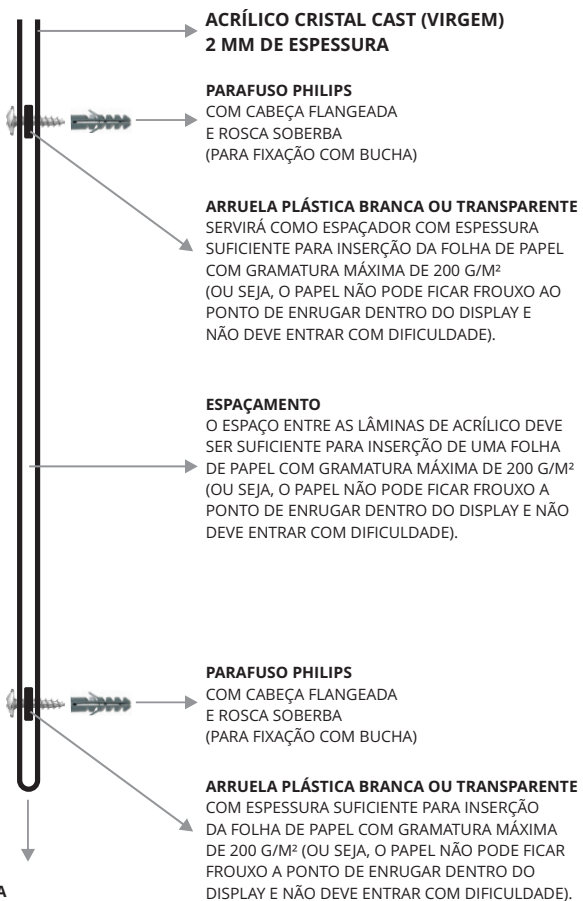 ACRÍLICO CRISTAL CAST (VIRGEM)
2 MM DE ESPESSURA
PARAFUSO PHILIPS
COM CABEÇA FLANGEADA
E ROSCA SOBERBA
(PARA FIXAÇÃO COM BUCHA)
ARRUELA PLÁSTICA BRANCA OU TRANSPARENTE
SERVIRÁ COMO ESPAÇADOR COM ESPESSURA
SUFICIENTE PARA INSERÇÃO DA FOLHA DE PAPEL
COM GRAMATURA MÁXIMA DE 200 G/M²
(OU SEJA, O PAPEL NÃO PODE FICAR FROUXO AO
PONTO DE ENRUGAR DENTRO DO DISPLAY E
NÃO DEVE ENTRAR COM DIFICULDADE).
ESPAÇAMENTO
O ESPAÇO ENTRE AS LÂMINAS DE ACRÍLICO DEVE
SER SUFICIENTE PARA INSERÇÃO DE UMA FOLHA
DE PAPEL COM GRAMATURA MÁXIMA DE 200 G/M²
(OU SEJA, O PAPEL NÃO PODE FICAR FROUXO A
PONTO DE ENRUGAR DENTRO DO DISPLAY E NÃO
DEVE ENTRAR COM DIFICULDADE).
PARAFUSO PHILIPS
COM CABEÇA FLANGEADA
E ROSCA SOBERBA
(PARA FIXAÇÃO COM BUCHA)
ARRUELA PLÁSTICA BRANCA OU TRANSPARENTE
COM ESPESSURA SUFICIENTE PARA INSERÇÃO
DA FOLHA DE PAPEL COM GRAMATURA MÁXIMA
DE 200 G/M² (OU SEJA, O PAPEL NÃO PODE FICAR
FROUXO A PONTO DE ENRUGAR DENTRO DO
DISPLAY E NÃO DEVE ENTRAR COM DIFICULDADE).